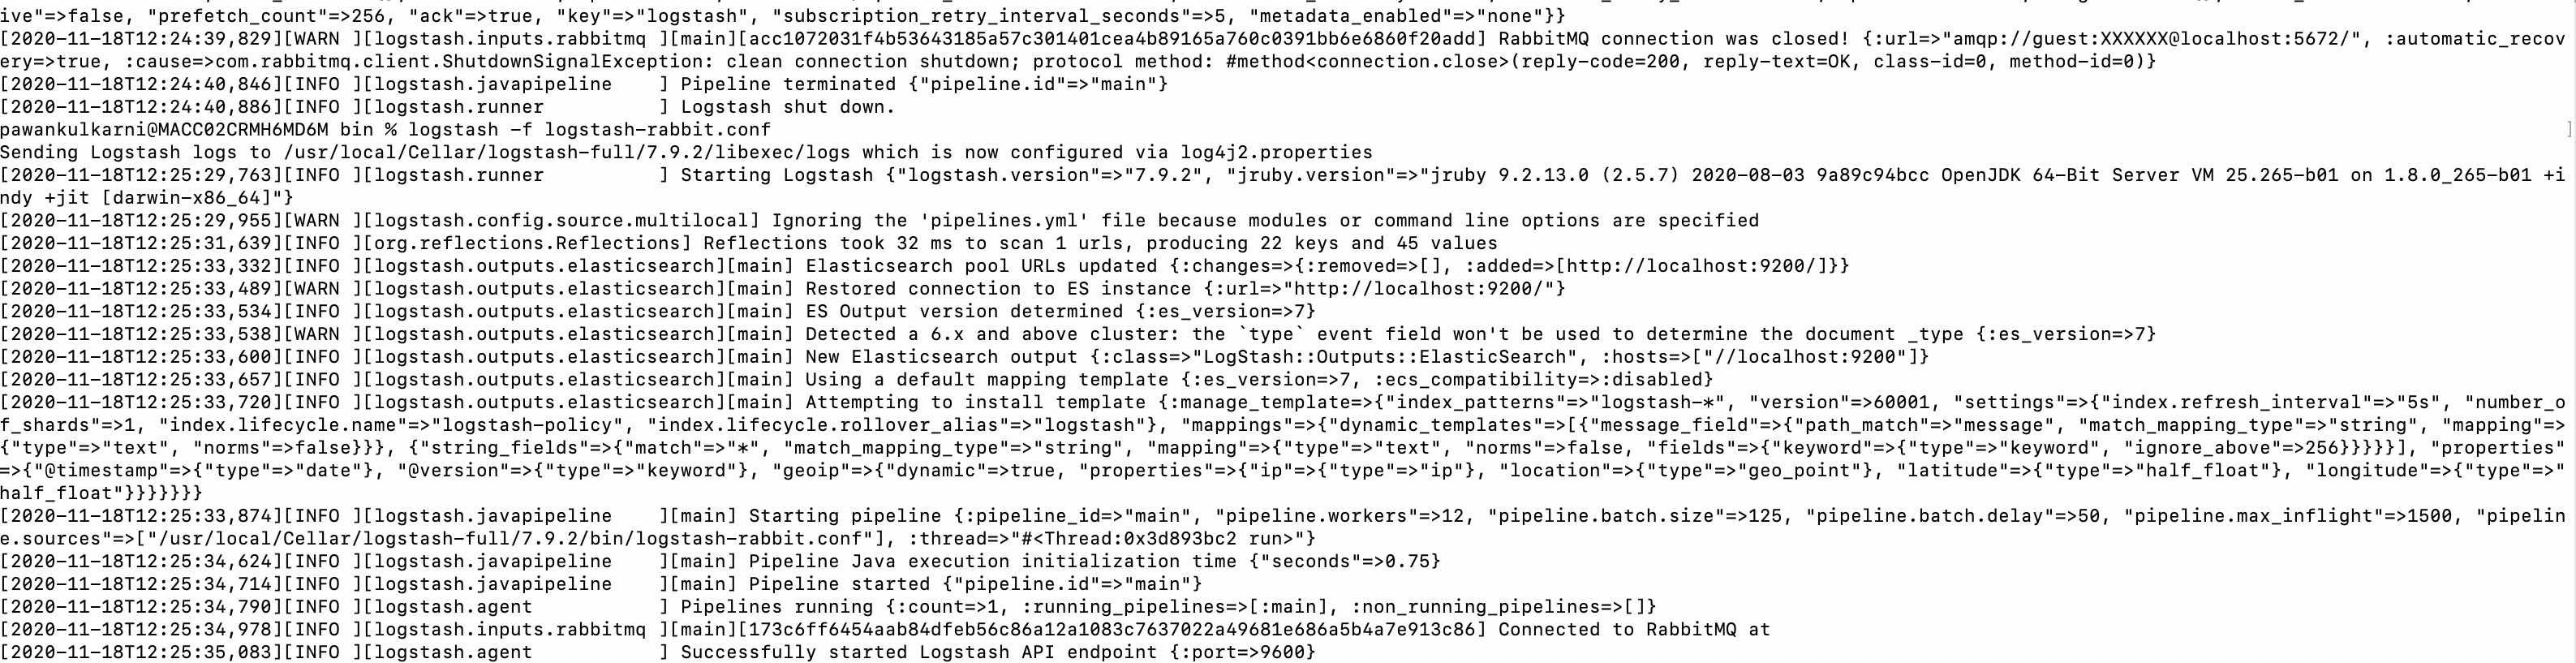 ive"=>false, "prefetch_count"=>256, "ack"=>true, "key"=>"logstash", "subscription_retry_interval_seconds"=>5, "metadata_enabled"=>"none"}}
[2020-11-18T12:24:39,829][WARN ][logstash.inputs.rabbitmq ][main][acc1072031f4b53643185a57c301401cea4b89165a760c0391bb6e6860f20add] RabbitMQ connection was closed! {:url=>"amqp://guest:XXXXXX@localhost:5672/", :automatic_recov
ery=>true, :cause=>com.rabbitmq.client.ShutdownSignalException: clean connection shutdown; protocol method: #method<connection.close>(reply-code=200, reply-text=OK, class-id=0, method-id=0)}
[2020-11-18T12:24:40,846][INFO ][logstash.javapipeline    ] Pipeline terminated {"pipeline.id"=>"main"}
[2020-11-18T12:24:40,886][INFO ][logstash.runner          ] Logstash shut down.
pawankulkarni@MACC02CRMH6MD6M bin % logstash -f logstash-rabbit.conf ]
Sending Logstash logs to /usr/local/Cellar/logstash-full/7.9.2/libexec/logs which is now configured via log4j2.properties
[2020-11-18T12:25:29,763][INFO ][logstash.runner          ] Starting Logstash {"logstash.version"=>"7.9.2", "jruby.version"=>"jruby 9.2.13.0 (2.5.7) 2020-08-03 9a89c94bcc OpenJDK 64-Bit Server VM 25.265-b01 on 1.8.0_265-b01 +i
ndy +jit [darwin-x86_64]"}
[2020-11-18T12:25:29,955][WARN ][logstash.config.source.multilocal] Ignoring the 'pipelines.yml' file because modules or command line options are specified
[2020-11-18T12:25:31,639][INFO ][org.reflections.Reflections] Reflections took 32 ms to scan 1 urls, producing 22 keys and 45 values
[2020-11-18T12:25:33,332][INFO ][logstash.outputs.elasticsearch][main] Elasticsearch pool URLs updated {:changes=>{:removed=>[], :added=>[http://localhost:9200/]}}
[2020-11-18T12:25:33,489][WARN ][logstash.outputs.elasticsearch][main] Restored connection to ES instance {:url=>"http://localhost:9200/"}
[2020-11-18T12:25:33,534][INFO ][logstash.outputs.elasticsearch][main] ES Output version determined {:es_version=>7}
[2020-11-18T12:25:33,538][WARN ][logstash.outputs.elasticsearch][main] Detected a 6.x and above cluster: the `type` event field won't be used to determine the document _type {:es_version=>7}
[2020-11-18T12:25:33,600][INFO ][logstash.outputs.elasticsearch][main] New Elasticsearch output {:class=>"LogStash::Outputs::ElasticSearch", :hosts=>["//localhost:9200"]}
[2020-11-18T12:25:33,657][INFO ][logstash.outputs.elasticsearch][main] Using a default mapping template {:es_version=>7, :ecs_compatibility=>:disabled}
[2020-11-18T12:25:33,720][INFO ][logstash.outputs.elasticsearch][main] Attempting to install template {:manage_template=>{"index_patterns"=>"logstash-*", "version"=>60001, "settings"=>{"index.refresh_interval"=>"5s", "number_o
f_shards"=>1, "index.lifecycle.name"=>"logstash-policy", "index.lifecycle.rollover_alias"=>"logstash"}, "mappings"=>{"dynamic_templates"=>[{"message_field"=>{"path_match"=>"message", "match_mapping_type"=>"string", "mapping"=>
{"type"=>"text", "norms"=>false}}}, {"string_fields"=>{"match"=>"*", "match_mapping_type"=>"string", "mapping"=>{"type"=>"text", "norms"=>false, "fields"=>{"keyword"=>{"type"=>"keyword", "ignore_above"=>256}}}}}], "properties"
=>{"@timestamp"=>{"type"=>"date"}, "@version"=>{"type"=>"keyword"}, "geoip"=>{"dynamic"=>true, "properties"=>{"ip"=>{"type"=>"ip"}, "location"=>{"type"=>"geo_point"}, "latitude"=>{"type"=>"half_float"}, "longitude"=>{"type"=>"
half_float"}}}}}}}
[2020-11-18T12:25:33,874][INFO ][logstash.javapipeline    ][main] Starting pipeline {:pipeline_id=>"main", "pipeline.workers"=>12, "pipeline.batch.size"=>125, "pipeline.batch.delay"=>50, "pipeline.max_inflight"=>1500, "pipelin
e.sources"=>["/usr/local/Cellar/logstash-full/7.9.2/bin/logstash-rabbit.conf"], :thread=>"#<Thread:0x3d893bc2 run>"}
[2020-11-18T12:25:34,624][INFO ][logstash.javapipeline    ][main] Pipeline Java execution initialization time {"seconds"=>0.75}
[2020-11-18T12:25:34,714][INFO ][logstash.javapipeline    ][main] Pipeline started {"pipeline.id"=>"main"}
[2020-11-18T12:25:34,790][INFO ][logstash.agent           ] Pipelines running {:count=>1, :running_pipelines=>[:main], :non_running_pipelines=>[]}
[2020-11-18T12:25:34,978][INFO ][logstash.inputs.rabbitmq ][main][173c6ff6454aab84dfeb56c86a12a1083c7637022a49681e686a5b4a7e913c86] Connected to RabbitMQ at
[2020-11-18T12:25:35,083][INFO ][logstash.agent           ] Successfully started Logstash API endpoint {:port=>9600}